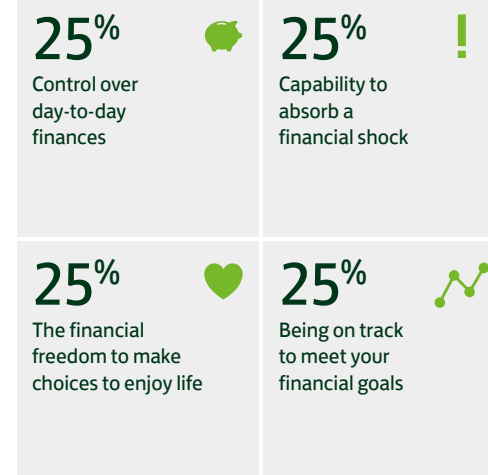 25%
Control over
day-to-day
finances
25%
Capability to
absorb a
financial shock
25%
The financial
freedom to make
choices to enjoy life
25%
Being on track
to meet your
financial goals